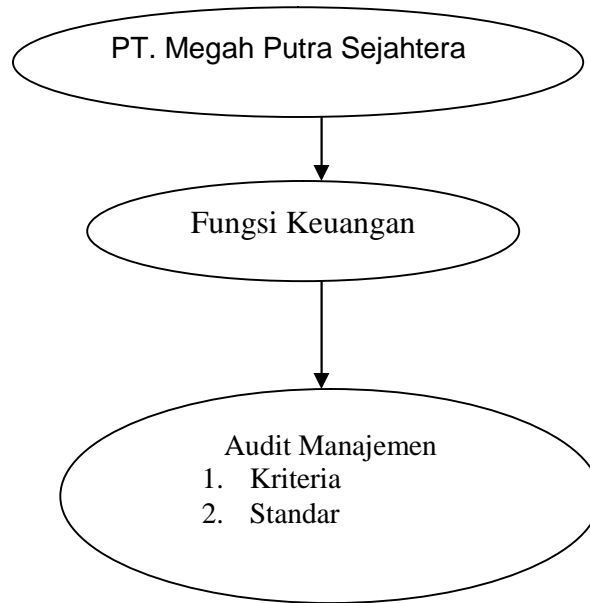 PT. Megah Putra Sejahtera
Fungsi Keuangan
Audit Manajemen
1. Kriteria
2. Standar